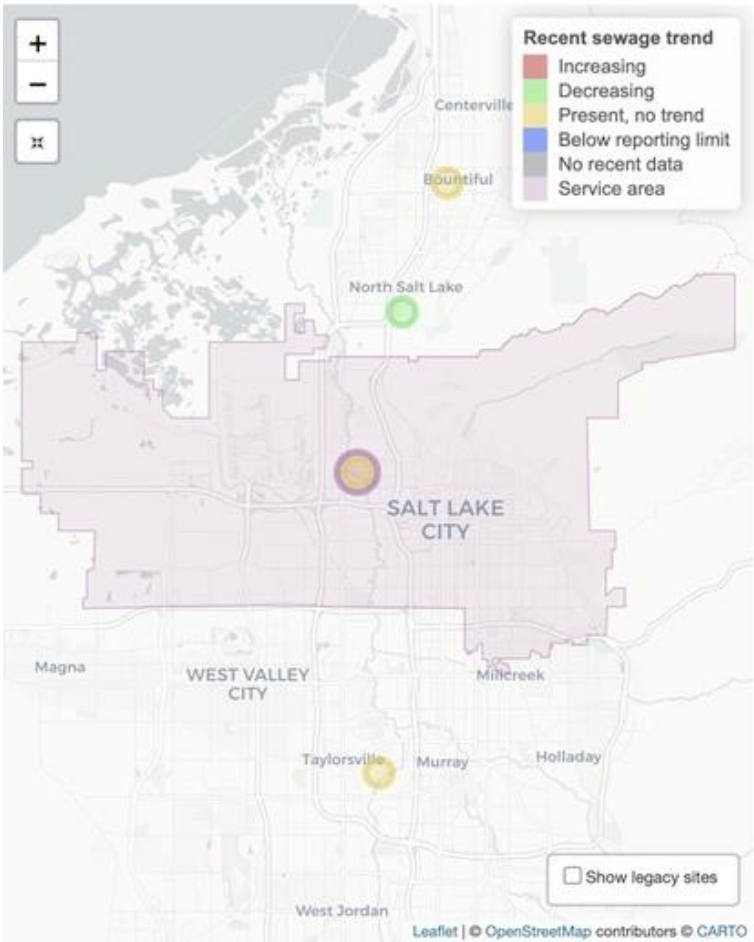 +
−
Recent sewage trend
Increasing
Decreasing
Present, no trend
Below reporting limit
No recent data
Service area
Centerville
Bountiful
North Salt Lake
SALT LAKE
CITY
Magna
WEST VALLEY
CITY
Millcreek
Taylorsville
Murray
Holladay
Show legacy sites
West Jordan
Leaflet | © OpenStreetMap contributors © CARTO